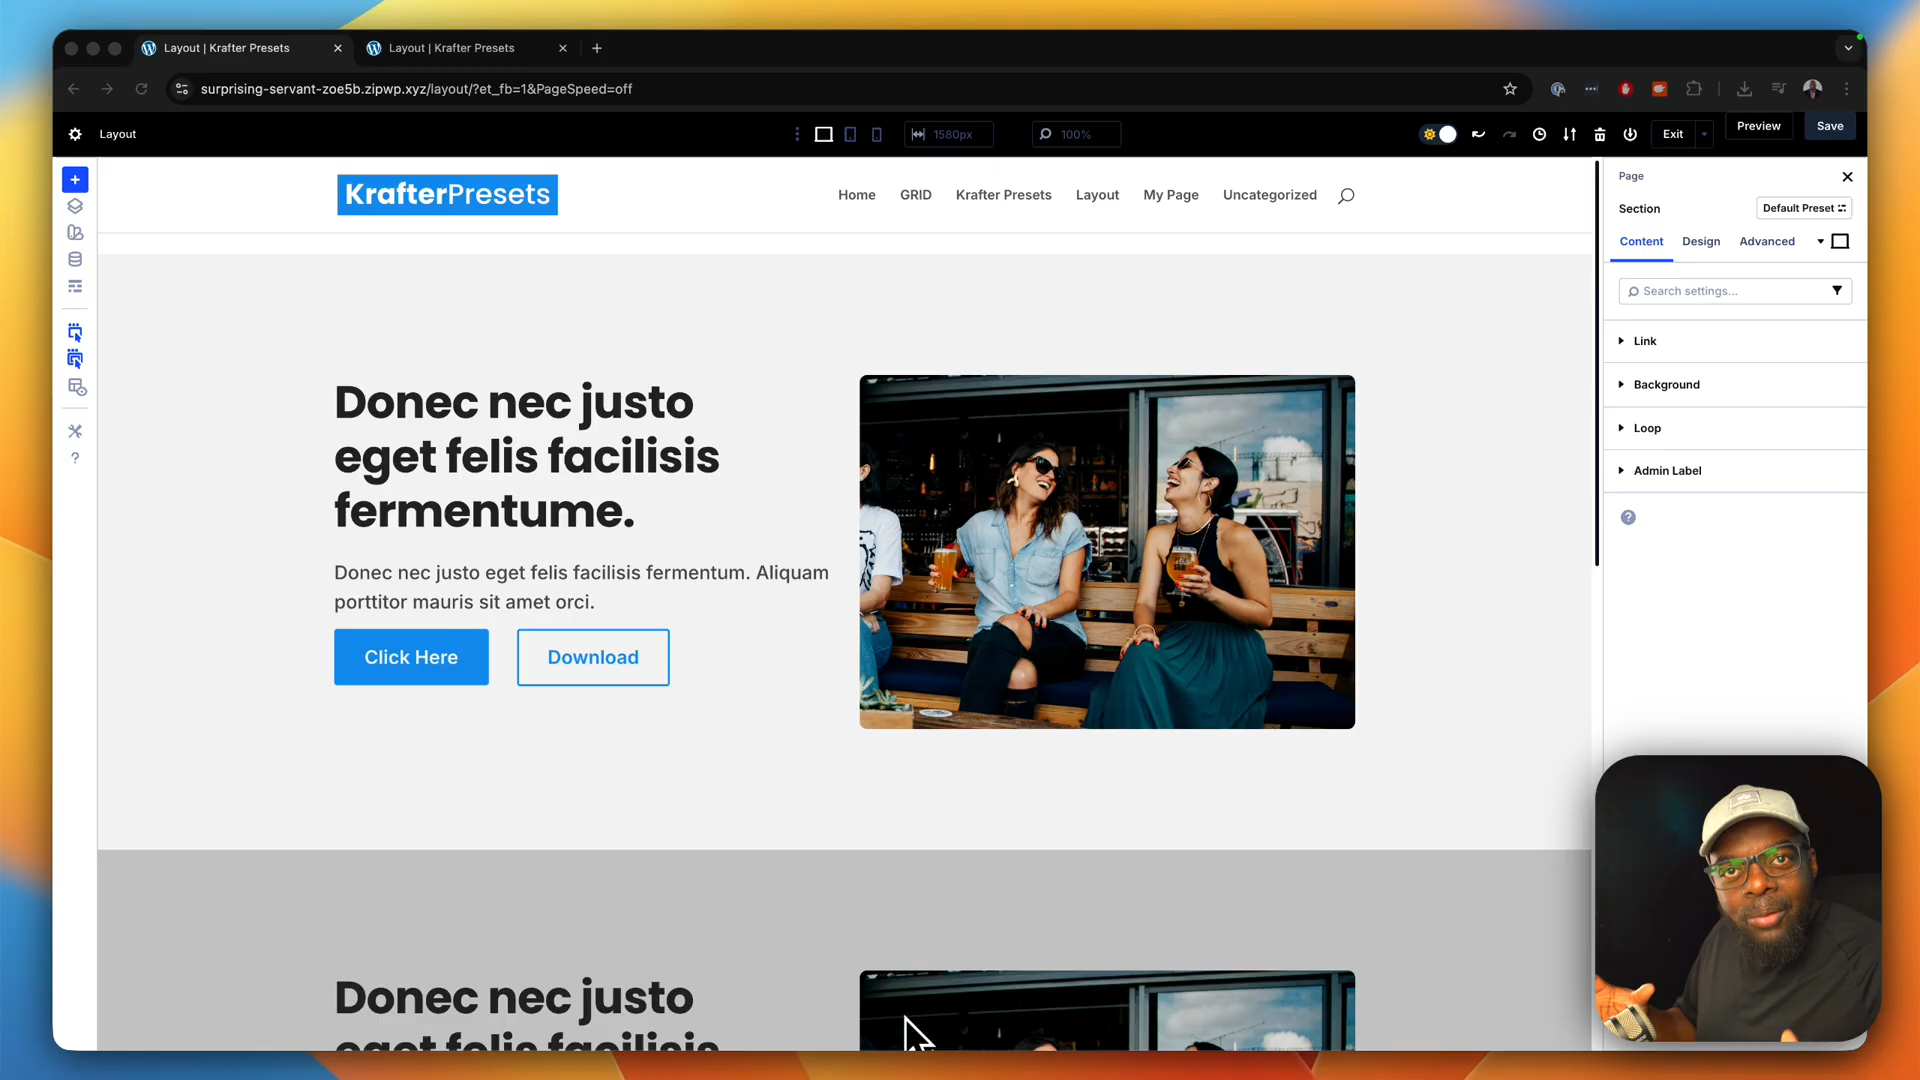 Layout | Krafter Presets
Layout | Krafter Presets
surprising-servant-zoe5b.zipwp.xyz/layout/?et_fb=1&PageSpeed=off
Layout
1580px
100%
Exit
Preview
Save
KrafterPresets
Home
GRID
Krafter Presets
Layout
My Page
Uncategorized
Page
Section
Default Preset
Content
Design
Advanced
Search settings...
Link
Background
Loop
Admin Label
Donec nec justo
eget felis facilisis
fermentume.
Donec nec justo eget felis facilisis fermentum. Aliquam
porttitor mauris sit amet orci.
Click Here
Download
Donec nec justo
eget felis facilisis